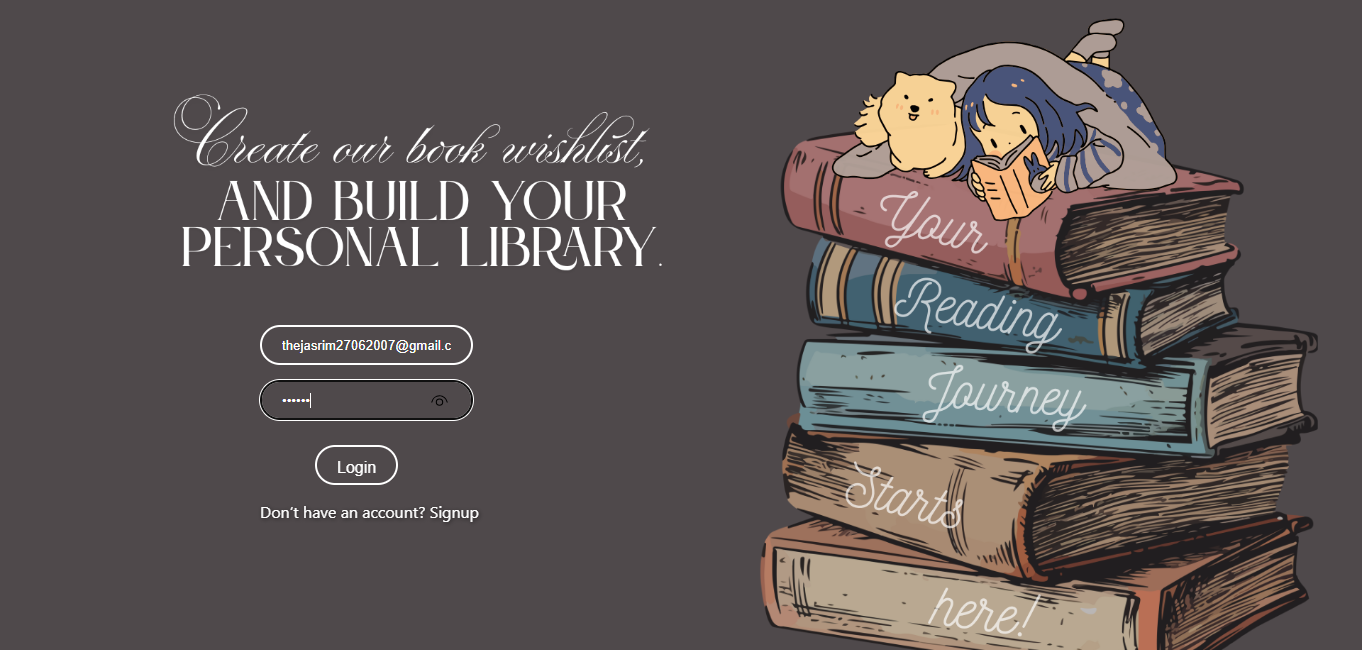 Create our book wishlist,
AND BUILD YOUR
PERSONAL LIBRARY.
thejasrim27062007@gmail.c
••••••
Login
Don't have an account? Signup
Your
Reading
Journey
Starts
here!